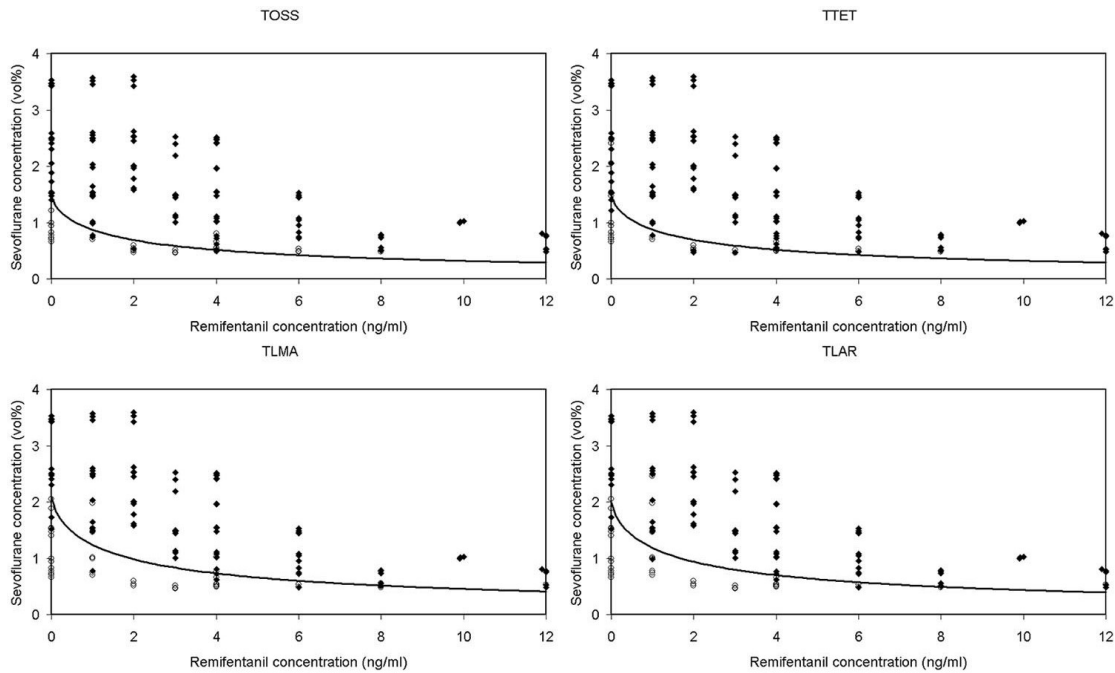 TOSS
Sevoflurane concentration (vol%)
4
3
2
1
0
0 2 4 6 8 10 12
Remifentanil concentration (ng/ml)
TTET
Sevoflurane concentration (vol%)
4
3
2
1
0
0 2 4 6 8 10 12
Remifentanil concentration (ng/ml)
TLMA
Sevoflurane concentration (vol%)
4
3
2
1
0
0 2 4 6 8 10 12
Remifentanil concentration (ng/ml)
TLAR
Sevoflurane concentration (vol%)
4
3
2
1
0
0 2 4 6 8 10 12
Remifentanil concentration (ng/ml)